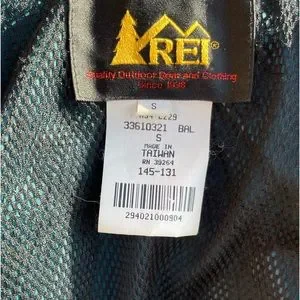 REI®
Quality Outdoor Gear and Clothing
Since 1938
S
33610321 BAL
S
MADE IN
TAIWAN
RN 39264
145-131
294021000904